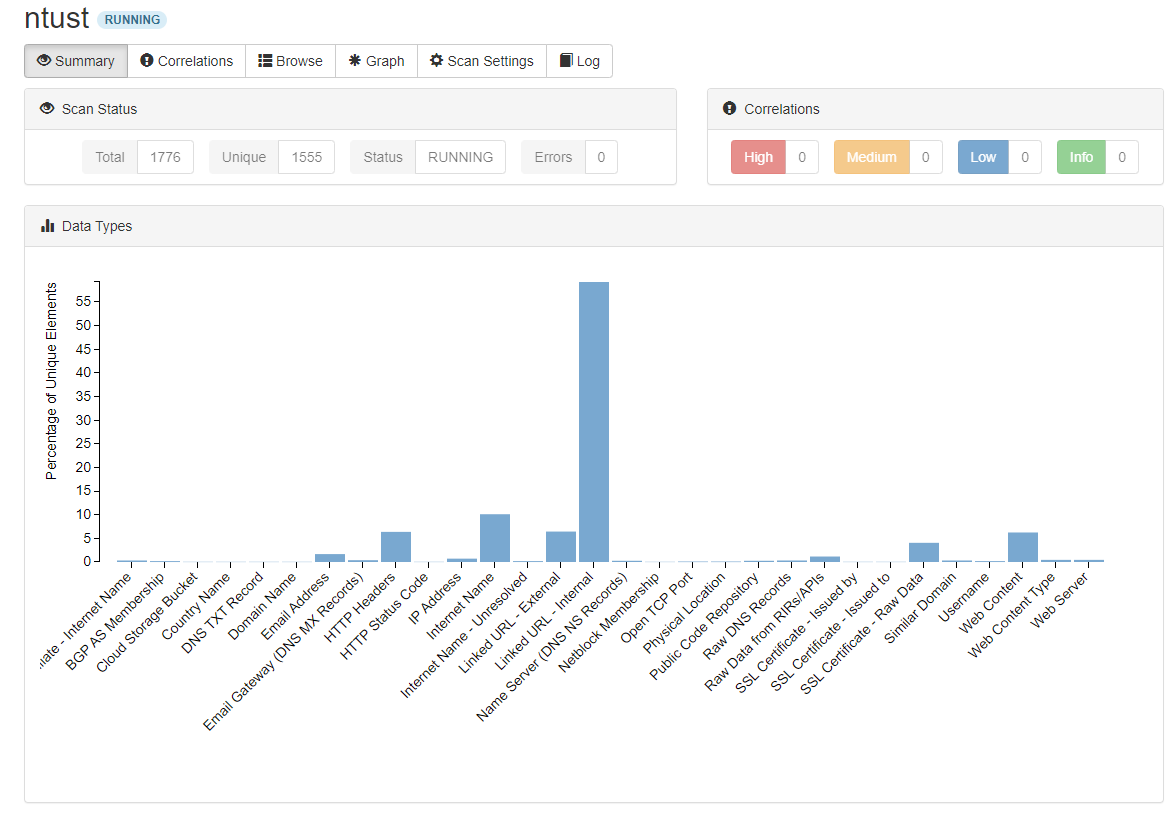 ntust RUNNING
Summary Correlations Browse Graph Scan Settings Log
Scan Status
Total 1776 Unique 1555 Status RUNNING Errors 0
Correlations
High 0 Medium 0 Low 0 Info 0
Data Types
Percentage of Unique Elements
55
50
45
40
35
30
25
20
15
10
5
0
- Internet Name
BGP AS Membership
Cloud Storage Bucket
Country Name
DNS TXT Record
Domain Name
Email Address
Email Gateway (DNS MX Records)
HTTP Headers
HTTP Status Code
IP Address
Internet Name
Internet Name - Unresolved
Linked URL - External
Linked URL - Internal
Name Server (DNS NS Records)
Netblock Membership
Open TCP Port
Physical Location
Public Code Repository
Raw DNS Records
Raw Data from RIRs/APIs
SSL Certificate - Issued by
SSL Certificate - Issued to
SSL Certificate - Raw Data
Similar Domain
Username
Web Content
Web Content Type
Web Server